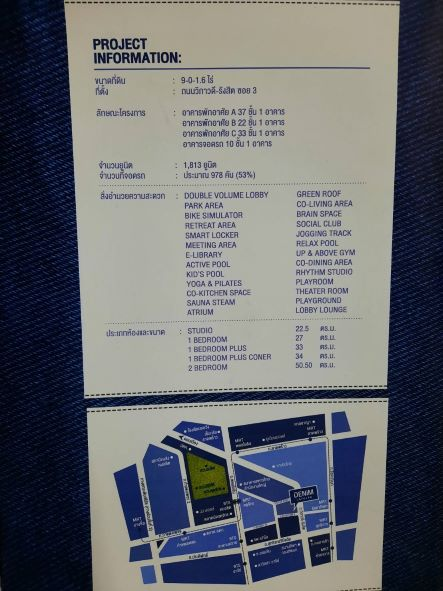 PROJECT
INFORMATION:
ขนาดที่ดิน : 9-0-1.6 ไร่
ที่ตั้ง : ถนนวิภาวดี-รังสิต ซอย 3
ลักษณะโครงการ : อาคารพักอาศัย A 37 ชั้น 1 อาคาร
อาคารพักอาศัย B 22 ชั้น 1 อาคาร
อาคารพักอาศัย C 33 ชั้น 1 อาคาร
อาคารจอดรถ 10 ชั้น 1 อาคาร
จำนวนยูนิต : 1,813 ยูนิต
จำนวนที่จอดรถ : ประมาณ 978 คัน (53%)
สิ่งอำนวยความสะดวก : DOUBLE VOLUME LOBBY
PARK AREA
BIKE SIMULATOR
RETREAT AREA
SMART LOCKER
MEETING AREA
E-LIBRARY
ACTIVE POOL
KID'S POOL
YOGA & PILATES
CO-KITCHEN SPACE
SAUNA STEAM
ATRIUM
GREEN ROOF
CO-LIVING AREA
BRAIN SPACE
SOCIAL CLUB
JOGGING TRACK
RELAX POOL
UP & ABOVE GYM
CO-DINING AREA
RHYTHM STUDIO
PLAYROOM
THEATER ROOM
PLAYGROUND
LOBBY LOUNGE
ประเภทห้องและขนาด : STUDIO 22.5 ตร.ม.
1 BEDROOM 27 ตร.ม.
1 BEDROOM PLUS 33 ตร.ม.
1 BEDROOM PLUS CONER 34 ตร.ม.
2 BEDROOM 50.50 ตร.ม.
DENIM